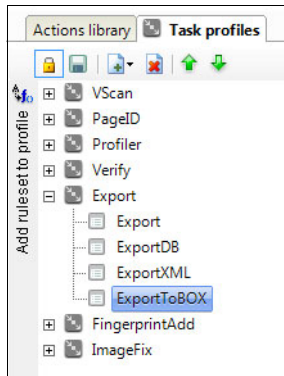 Actions library Task profiles
Add ruleset to profile
VScan
PageID
Profiler
Verify
Export
Export
ExportDB
ExportXML
ExportToBOX
FingerprintAdd
ImageFix